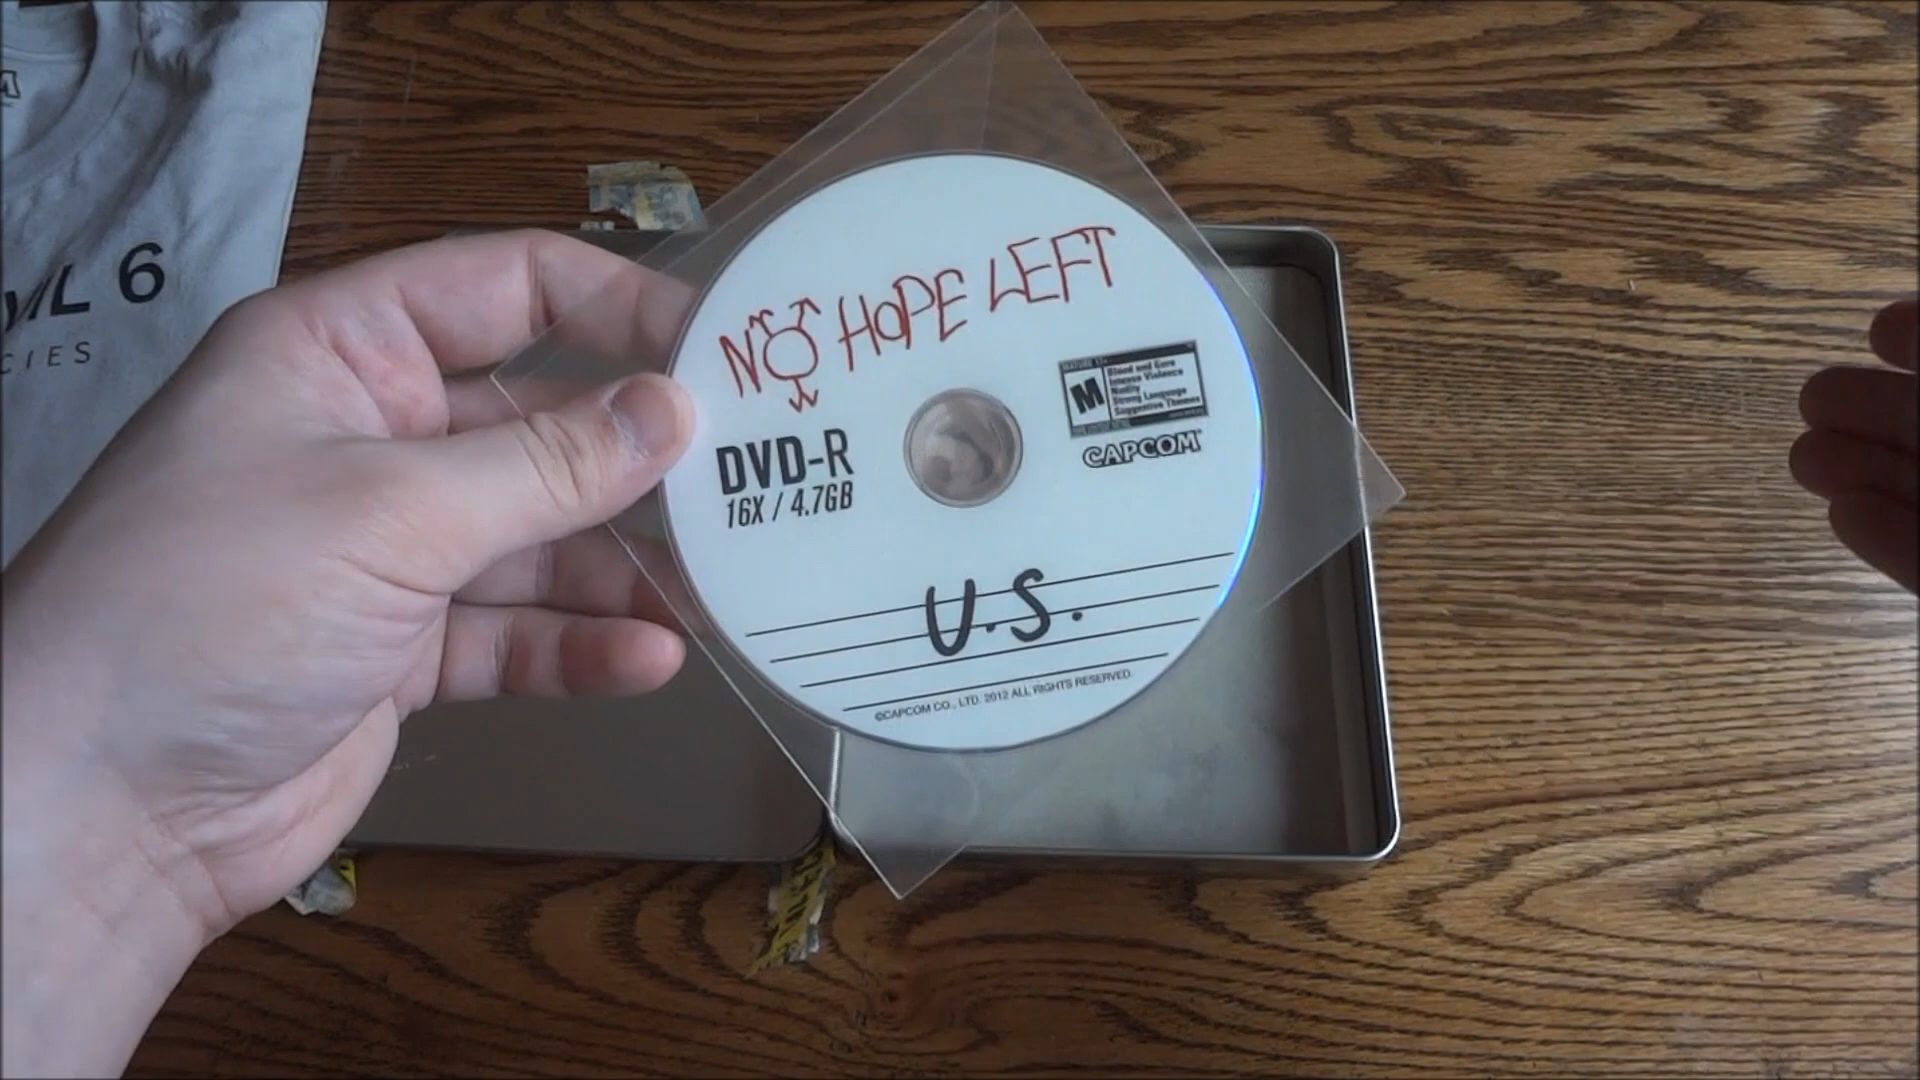 VIL 6
CIES
NO HOPE LEFT
MATURE 17+
M
Blood and Gore
Intense Violence
Nudity
Strong Language
Suggestive Themes
CAPCOM
DVD-R
16X / 4.7GB
U.S.
©CAPCOM CO., LTD. 2012 ALL RIGHTS RESERVED.